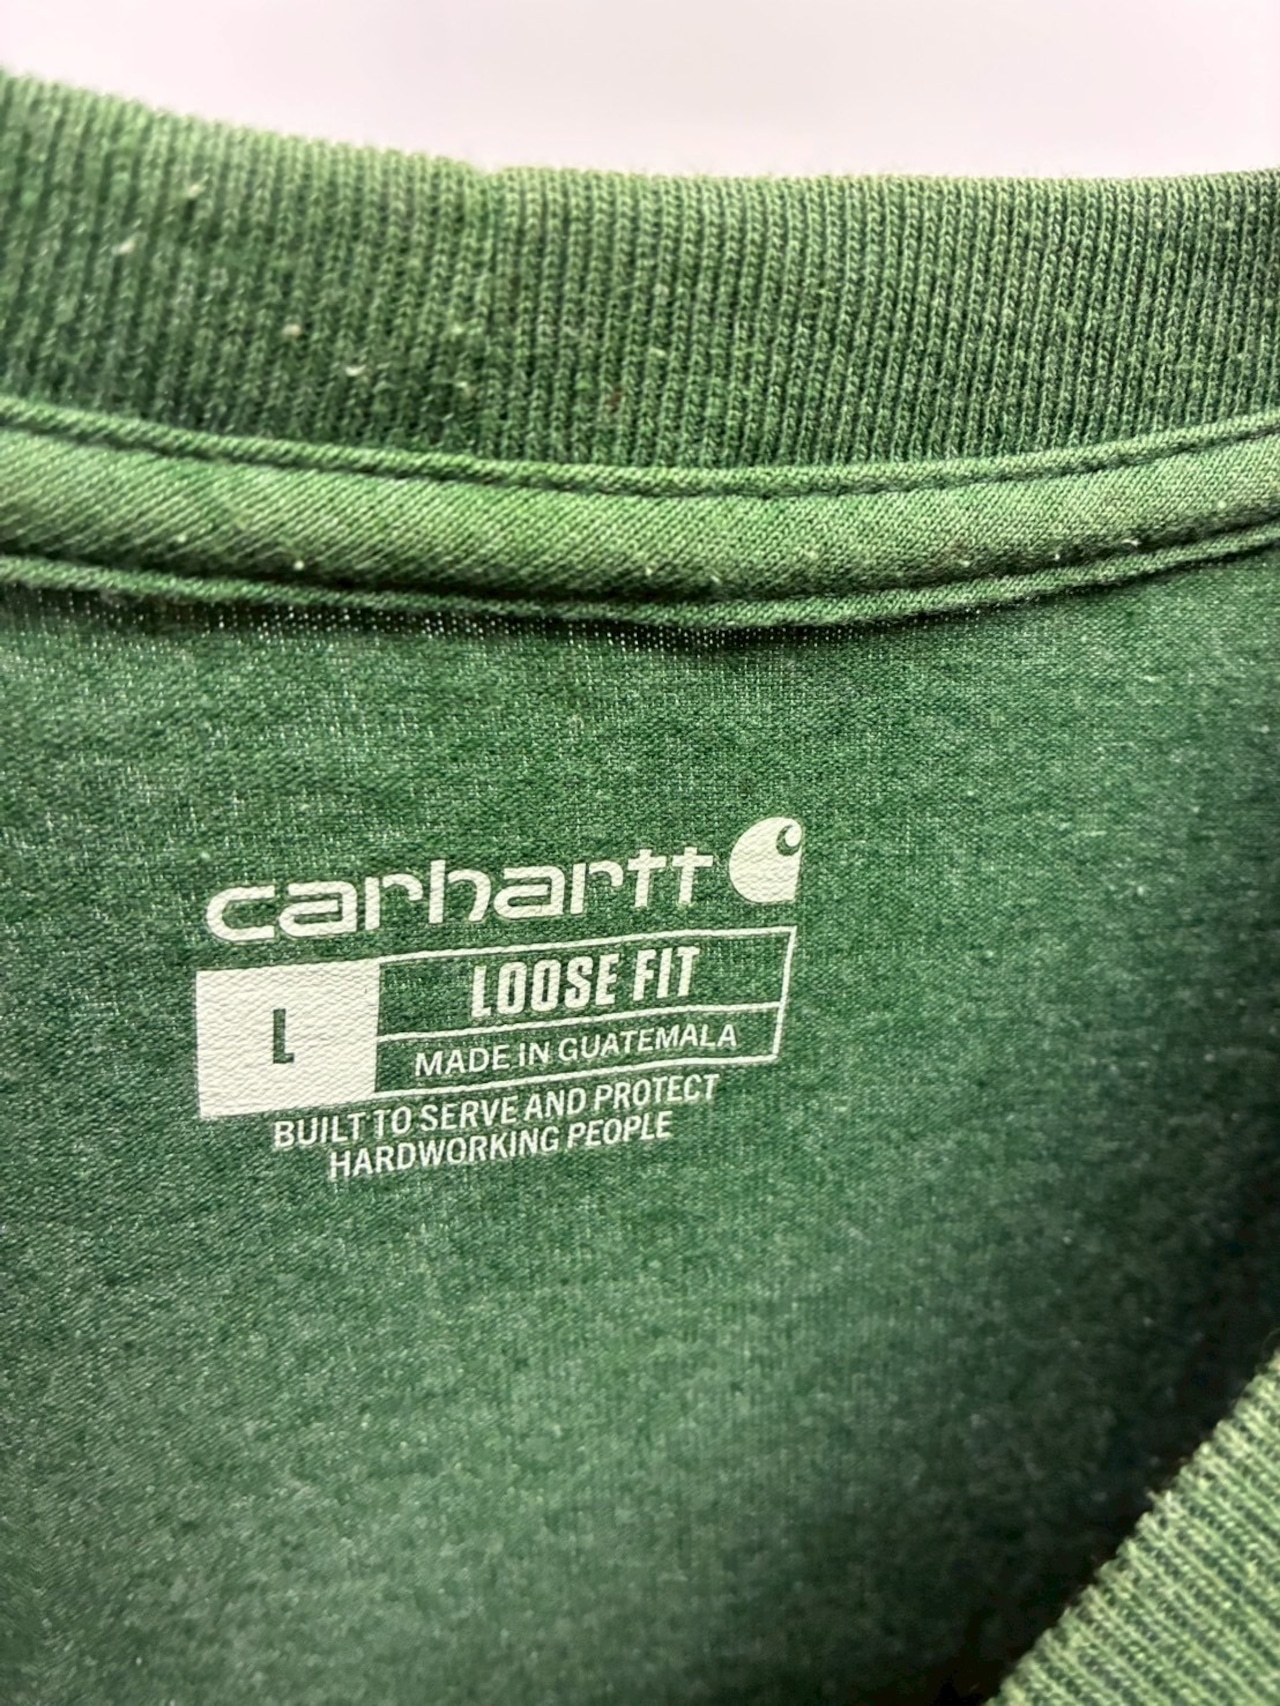 carhartt
L
LOOSE FIT
MADE IN GUATEMALA
BUILT TO SERVE AND PROTECT
HARDWORKING PEOPLE